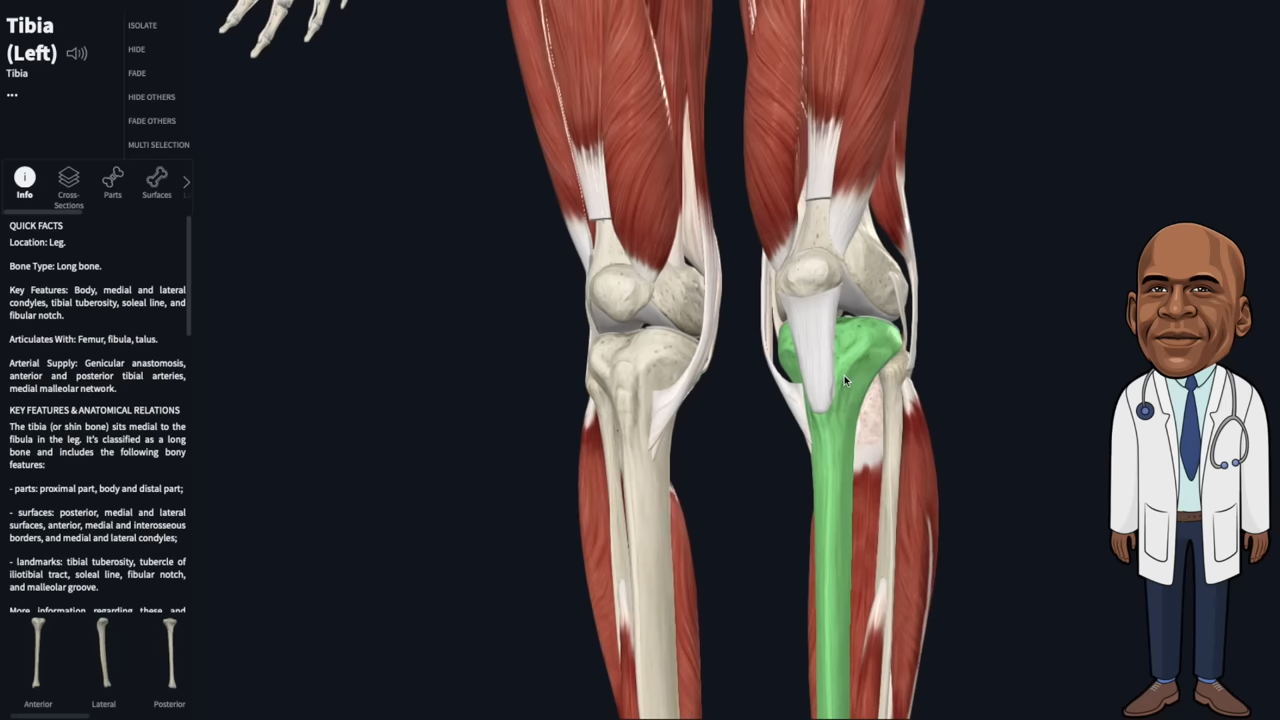 Tibia
(Left)
Tibia
...
ISOLATE
HIDE
FADE
HIDE OTHERS
FADE OTHERS
MULTI SELECTION
Info
Cross-
Sections
Parts
Surfaces
QUICK FACTS
Location: Leg.
Bone Type: Long bone.
Key Features: Body, medial and lateral
condyles, tibial tuberosity, soleal line, and
fibular notch.
Articulates With: Femur, fibula, talus.
Arterial Supply: Genicular anastomosis,
anterior and posterior tibial arteries,
medial malleolar network.
KEY FEATURES & ANATOMICAL RELATIONS
The tibia (or shin bone) sits medial to the
fibula in the leg. It's classified as a long
bone and includes the following bony
features:
- parts: proximal part, body and distal part;
- surfaces: posterior, medial and lateral
surfaces, anterior, medial and interosseous
borders, and medial and lateral condyles;
- landmarks: tibial tuberosity, tubercle of
iliotibial tract, soleal line, fibular notch,
and malleolar groove.
More information regarding these and
Anterior
Lateral
Posterior